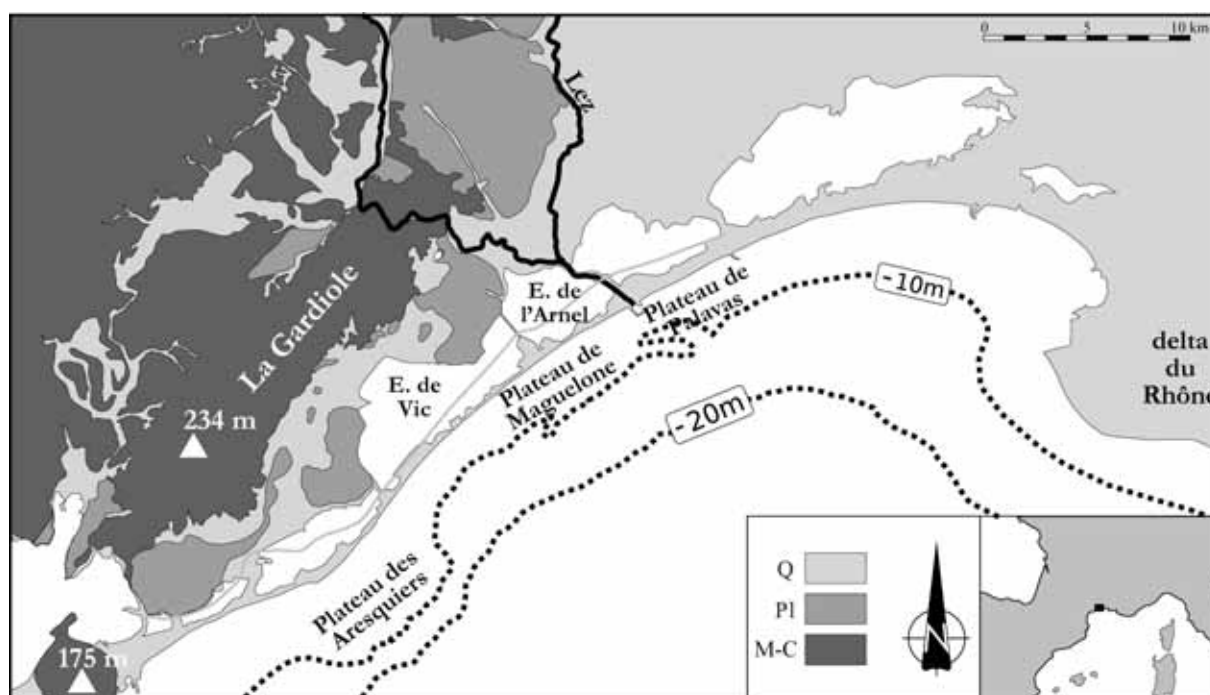 0 5 10 km
Lez
-10m
Plateau de
Palavas
E. de
l'Arnel
La Gardiole
delta
du
Rhône
Plateau de
Maguelone
E. de
Vic
-20m
234 m
Q
Pl
M-C
N
Plateau des
Aresquiers
175 m